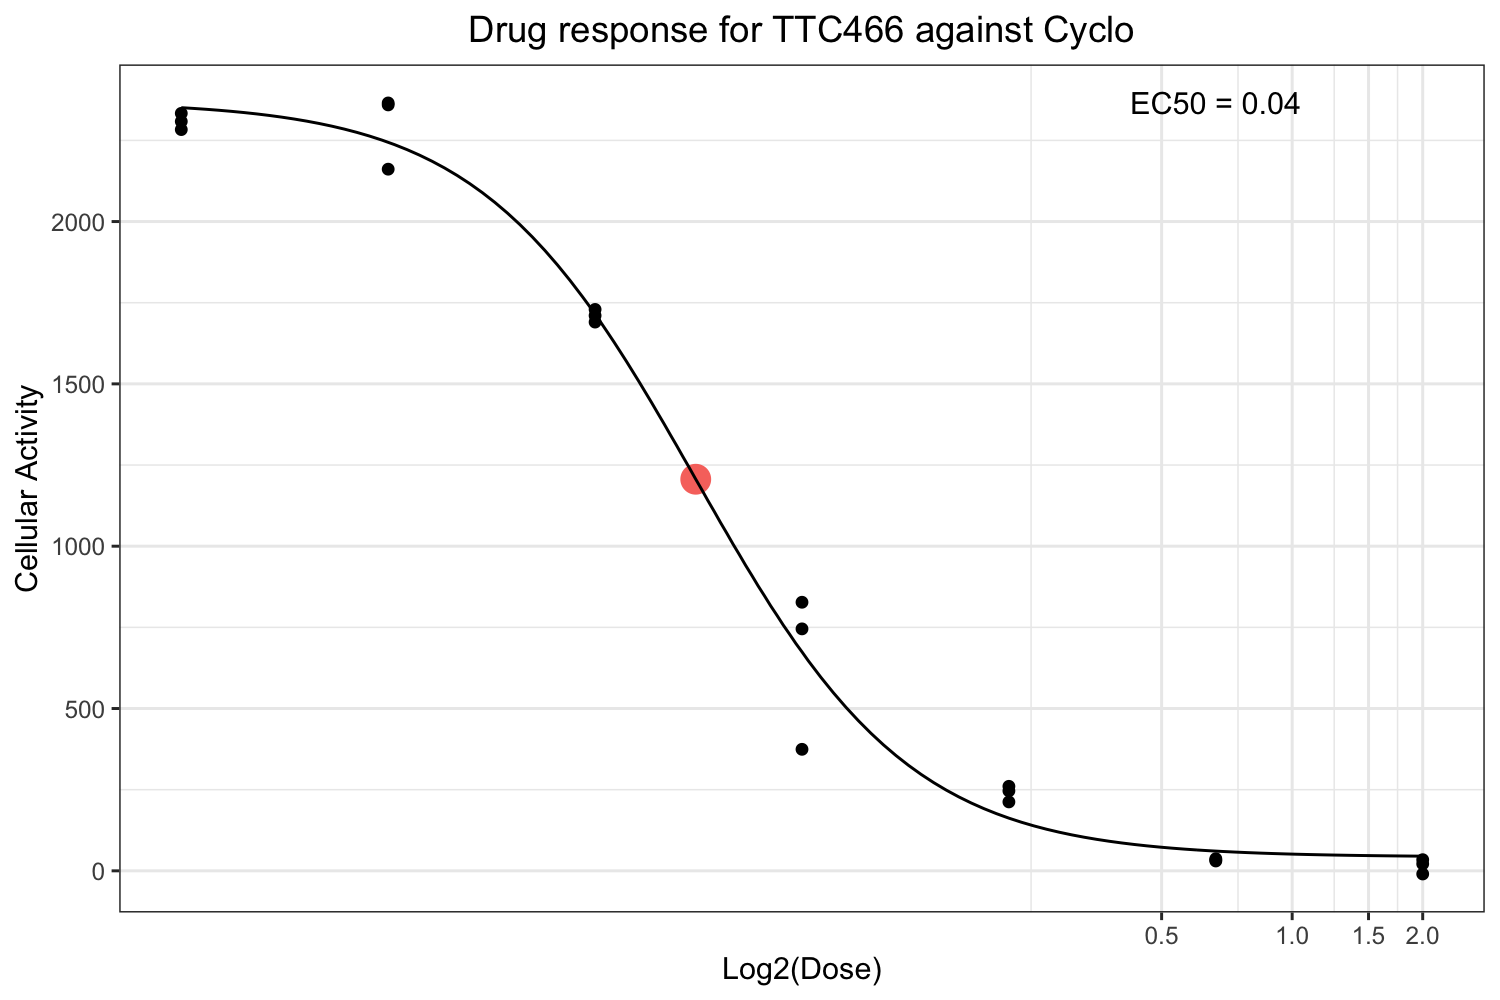 Drug response for TTC466 against Cyclo
EC50 = 0.04
Cellular Activity
2000
1500
1000
500
0
0.5 1.0 1.5 2.0
Log2(Dose)